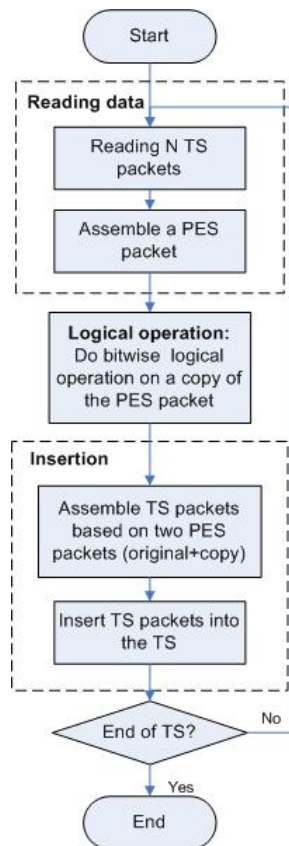 Start
Reading data
Reading N TS
packets
Assemble a PES
packet
Logical operation:
Do bitwise logical
operation on a copy of
the PES packet
Insertion
Assemble TS packets
based on two PES
packets (original+copy)
Insert TS packets into
the TS
End of TS?
No
Yes
End